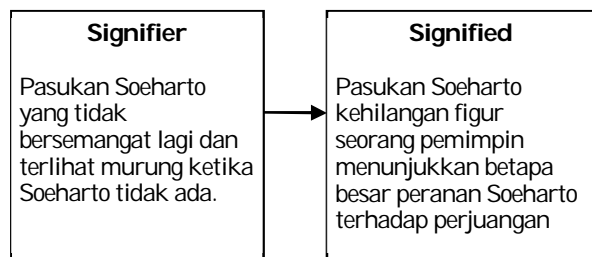 Signifier
Pasukan Soeharto
yang tidak
bersemangat lagi dan
terlihat murung ketika
Soeharto tidak ada.
Signified
Pasukan Soeharto
kehilangan figur
seorang pemimpin
menunjukkan betapa
besar peranan Soeharto
terhadap perjuangan